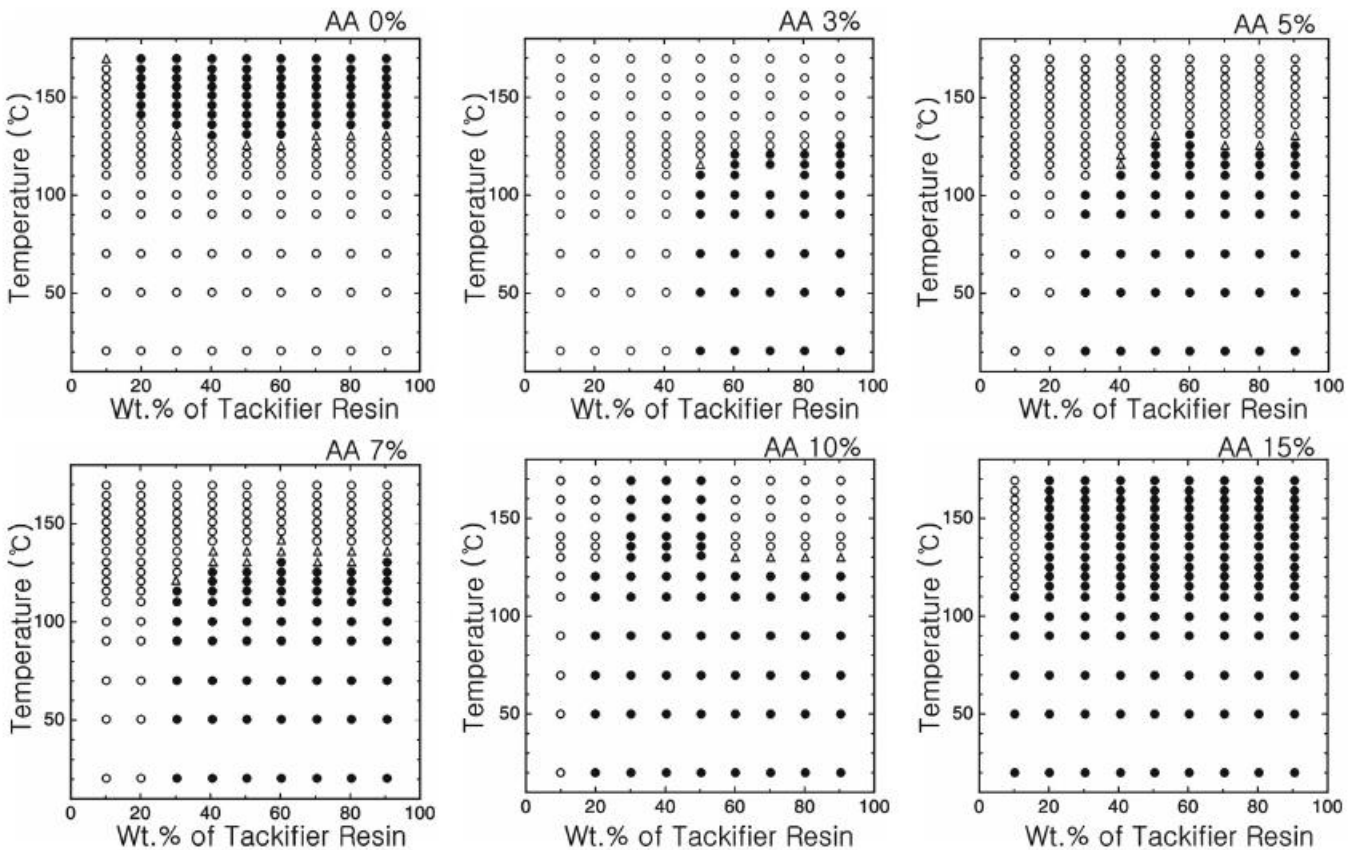 AA 0%
Temperature (℃)
150
100
50
0 20 40 60 80 100
Wt.% of Tackifier Resin
AA 3%
Temperature (℃)
150
100
50
0 20 40 60 80 100
Wt.% of Tackifier Resin
AA 5%
Temperature (℃)
150
100
50
0 20 40 60 80 100
Wt.% of Tackifier Resin
AA 7%
Temperature (℃)
150
100
50
0 20 40 60 80 100
Wt.% of Tackifier Resin
AA 10%
Temperature (℃)
150
100
50
0 20 40 60 80 100
Wt.% of Tackifier Resin
AA 15%
Temperature (℃)
150
100
50
0 20 40 60 80 100
Wt.% of Tackifier Resin